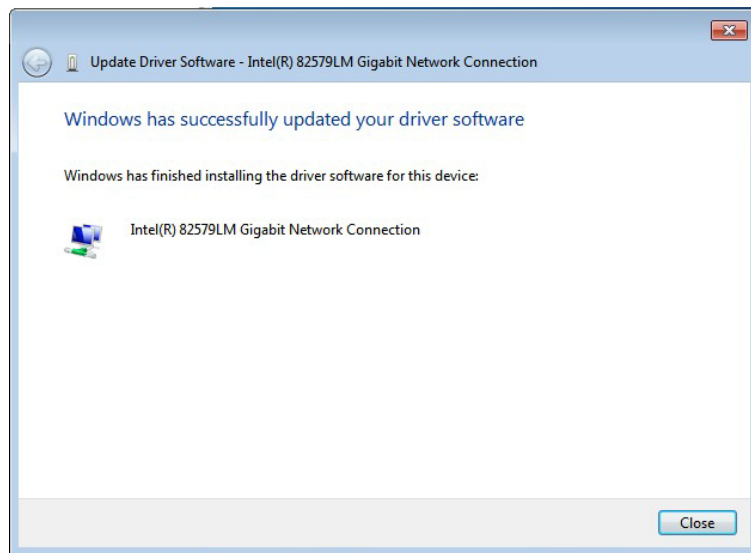 Update Driver Software - Intel(R) 82579LM Gigabit Network Connection
Windows has successfully updated your driver software
Windows has finished installing the driver software for this device:
Intel(R) 82579LM Gigabit Network Connection
Close